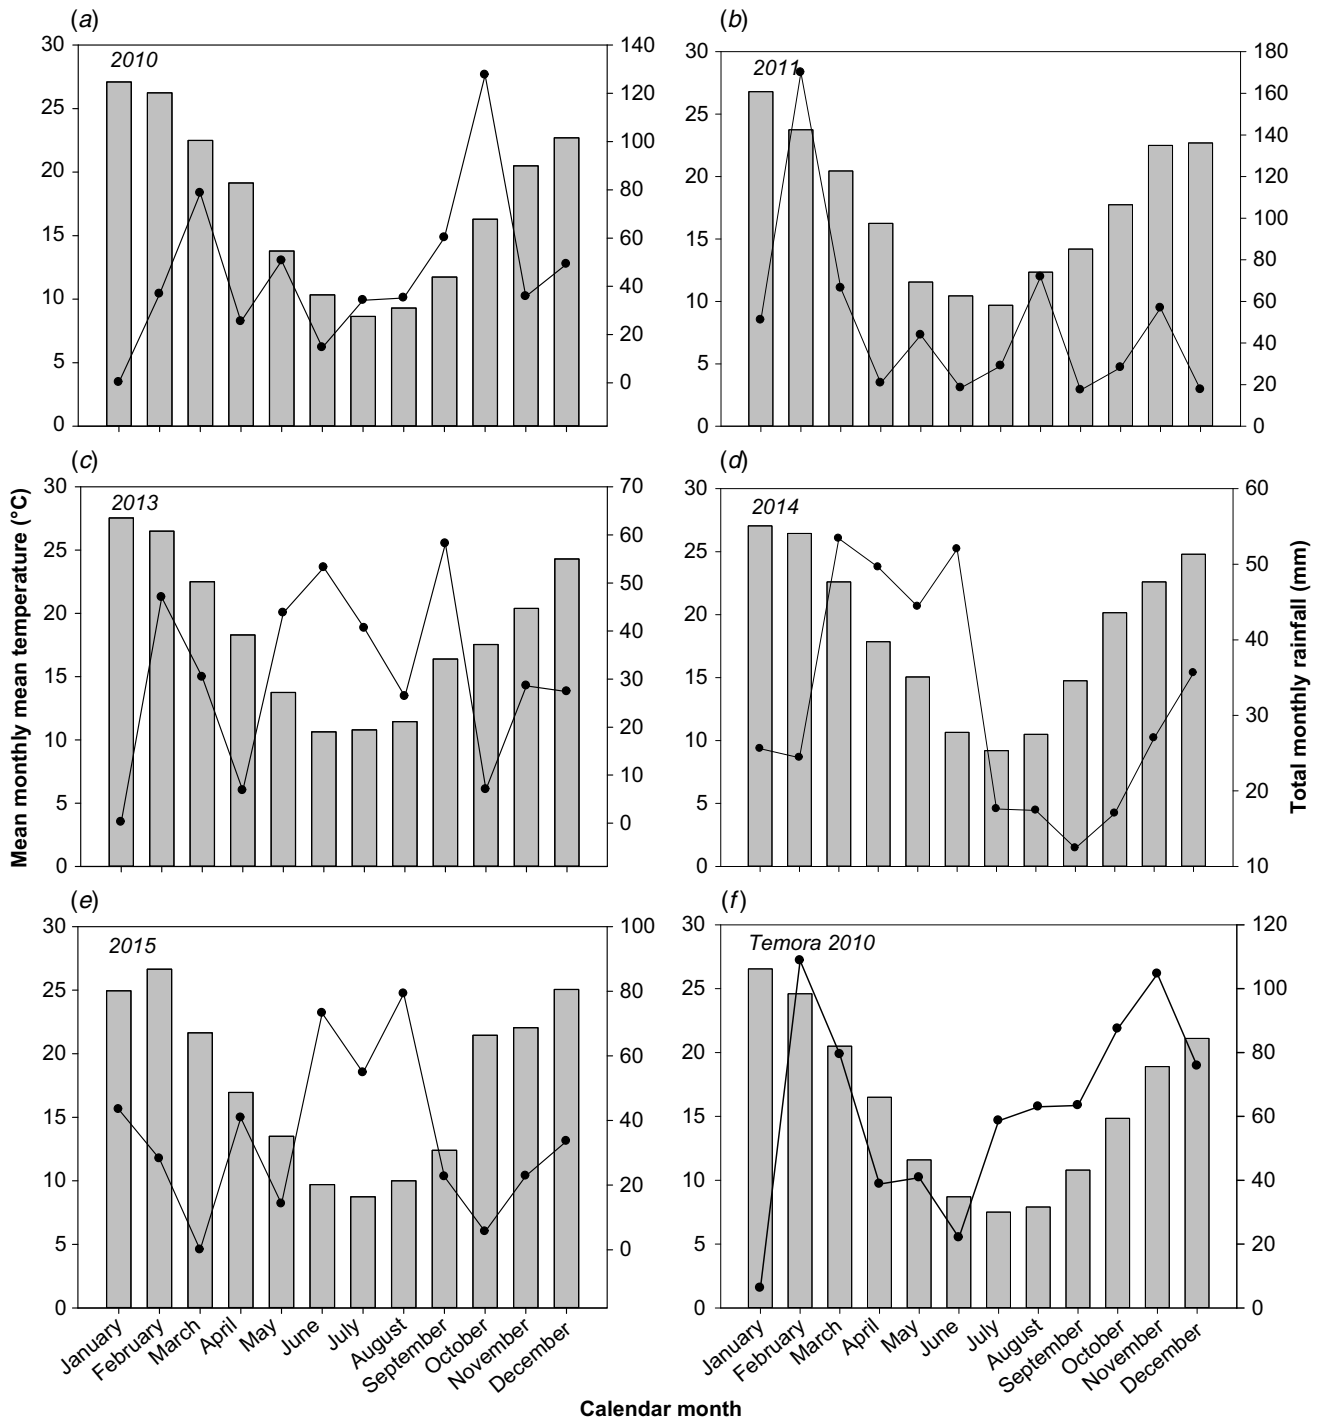 (a)
2010
30
25
20
15
10
5
0
140
120
100
80
60
40
20
0
(b)
2011
30
25
20
15
10
5
0
180
160
140
120
100
80
60
40
20
0
(c)
2013
30
25
20
15
10
5
0
70
60
50
40
30
20
10
0
(d)
2014
30
25
20
15
10
5
0
60
50
40
30
20
10
Mean monthly mean temperature (°C)
Total monthly rainfall (mm)
(e)
2015
30
25
20
15
10
5
0
100
80
60
40
20
0
January
February
March
April
May
June
July
August
September
October
November
December
(f)
Temora 2010
30
25
20
15
10
5
0
120
100
80
60
40
20
0
January
February
March
April
May
June
July
August
September
October
November
December
Calendar month